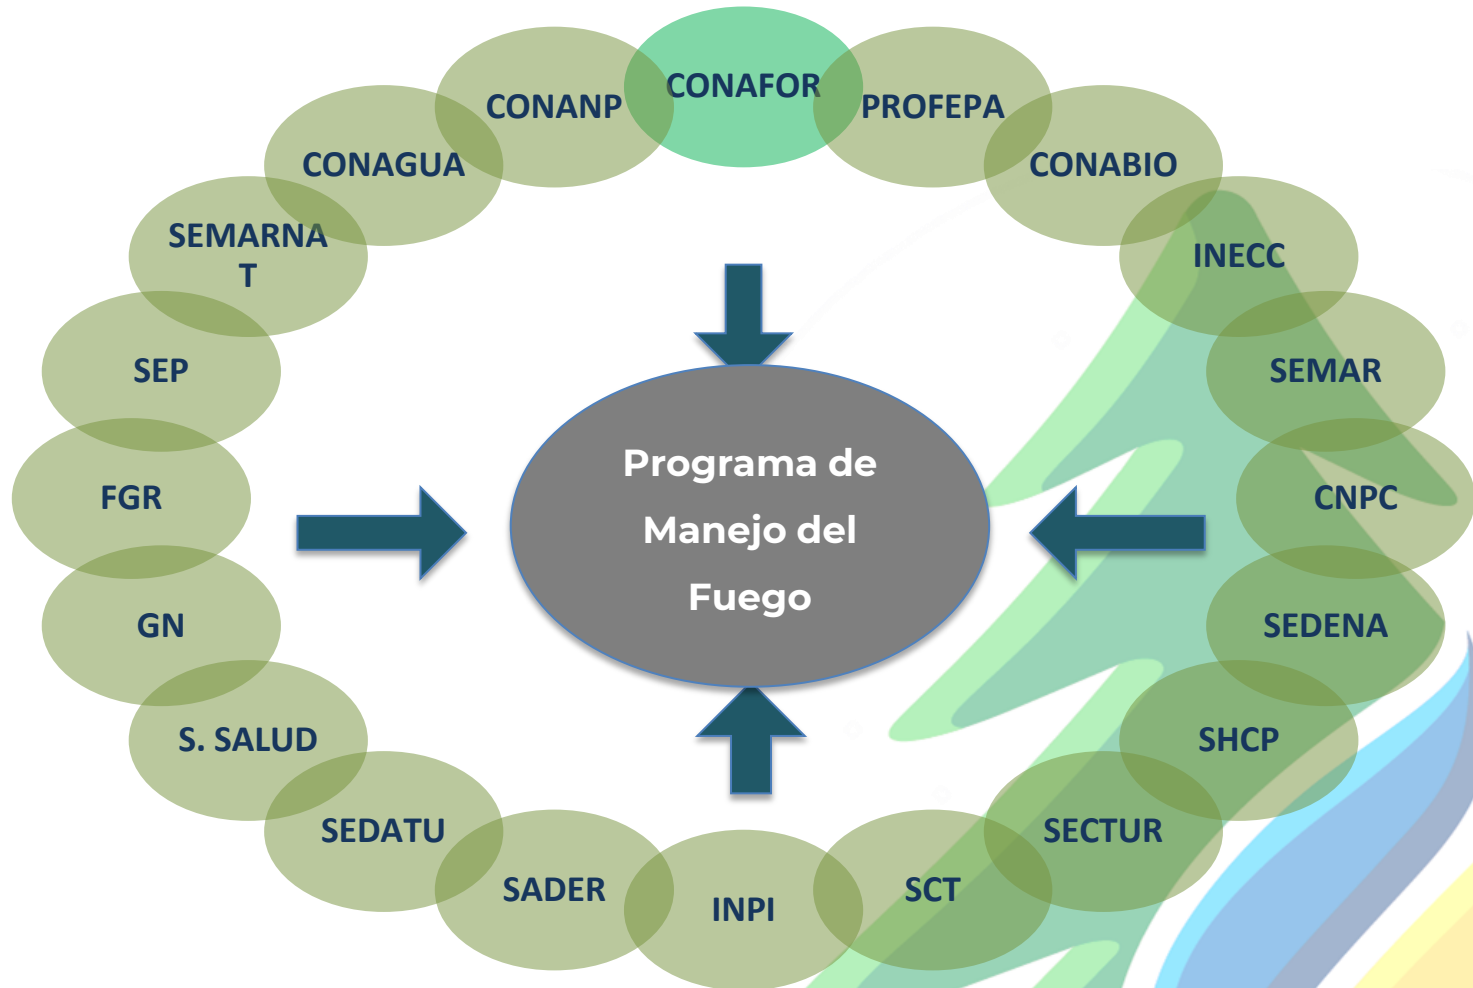 CONAFOR
PROFEPA
CONABIO
INECC
SEMAR
CNPC
SEDENA
SHCP
SECTUR
SCT
INPI
SADER
SEDATU
S. SALUD
GN
FGR
SEP
SEMARNA
T
CONAGUA
CONANP
Programa de
Manejo del
Fuego